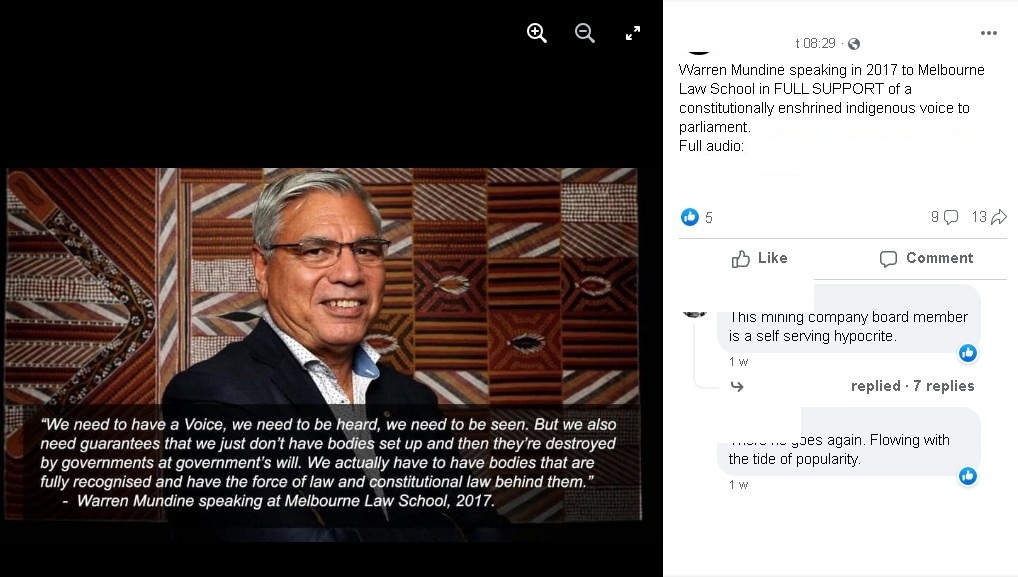 t 08:29 ·
Warren Mundine speaking in 2017 to Melbourne
Law School in FULL SUPPORT of a
constitutionally enshrined indigenous voice to
parliament.
Full audio:
5
9
13
Like
Comment
This mining company board member
is a self serving hypocrite.
1 w
replied · 7 replies
goes again. Flowing with
the tide of popularity.
1 w
“We need to have a Voice, we need to be heard, we need to be seen. But we also
need guarantees that we just don’t have bodies set up and then they’re destroyed
by governments at government’s will. We actually have to have bodies that are
fully recognised and have the force of law and constitutional law behind them.”
- Warren Mundine speaking at Melbourne Law School, 2017.